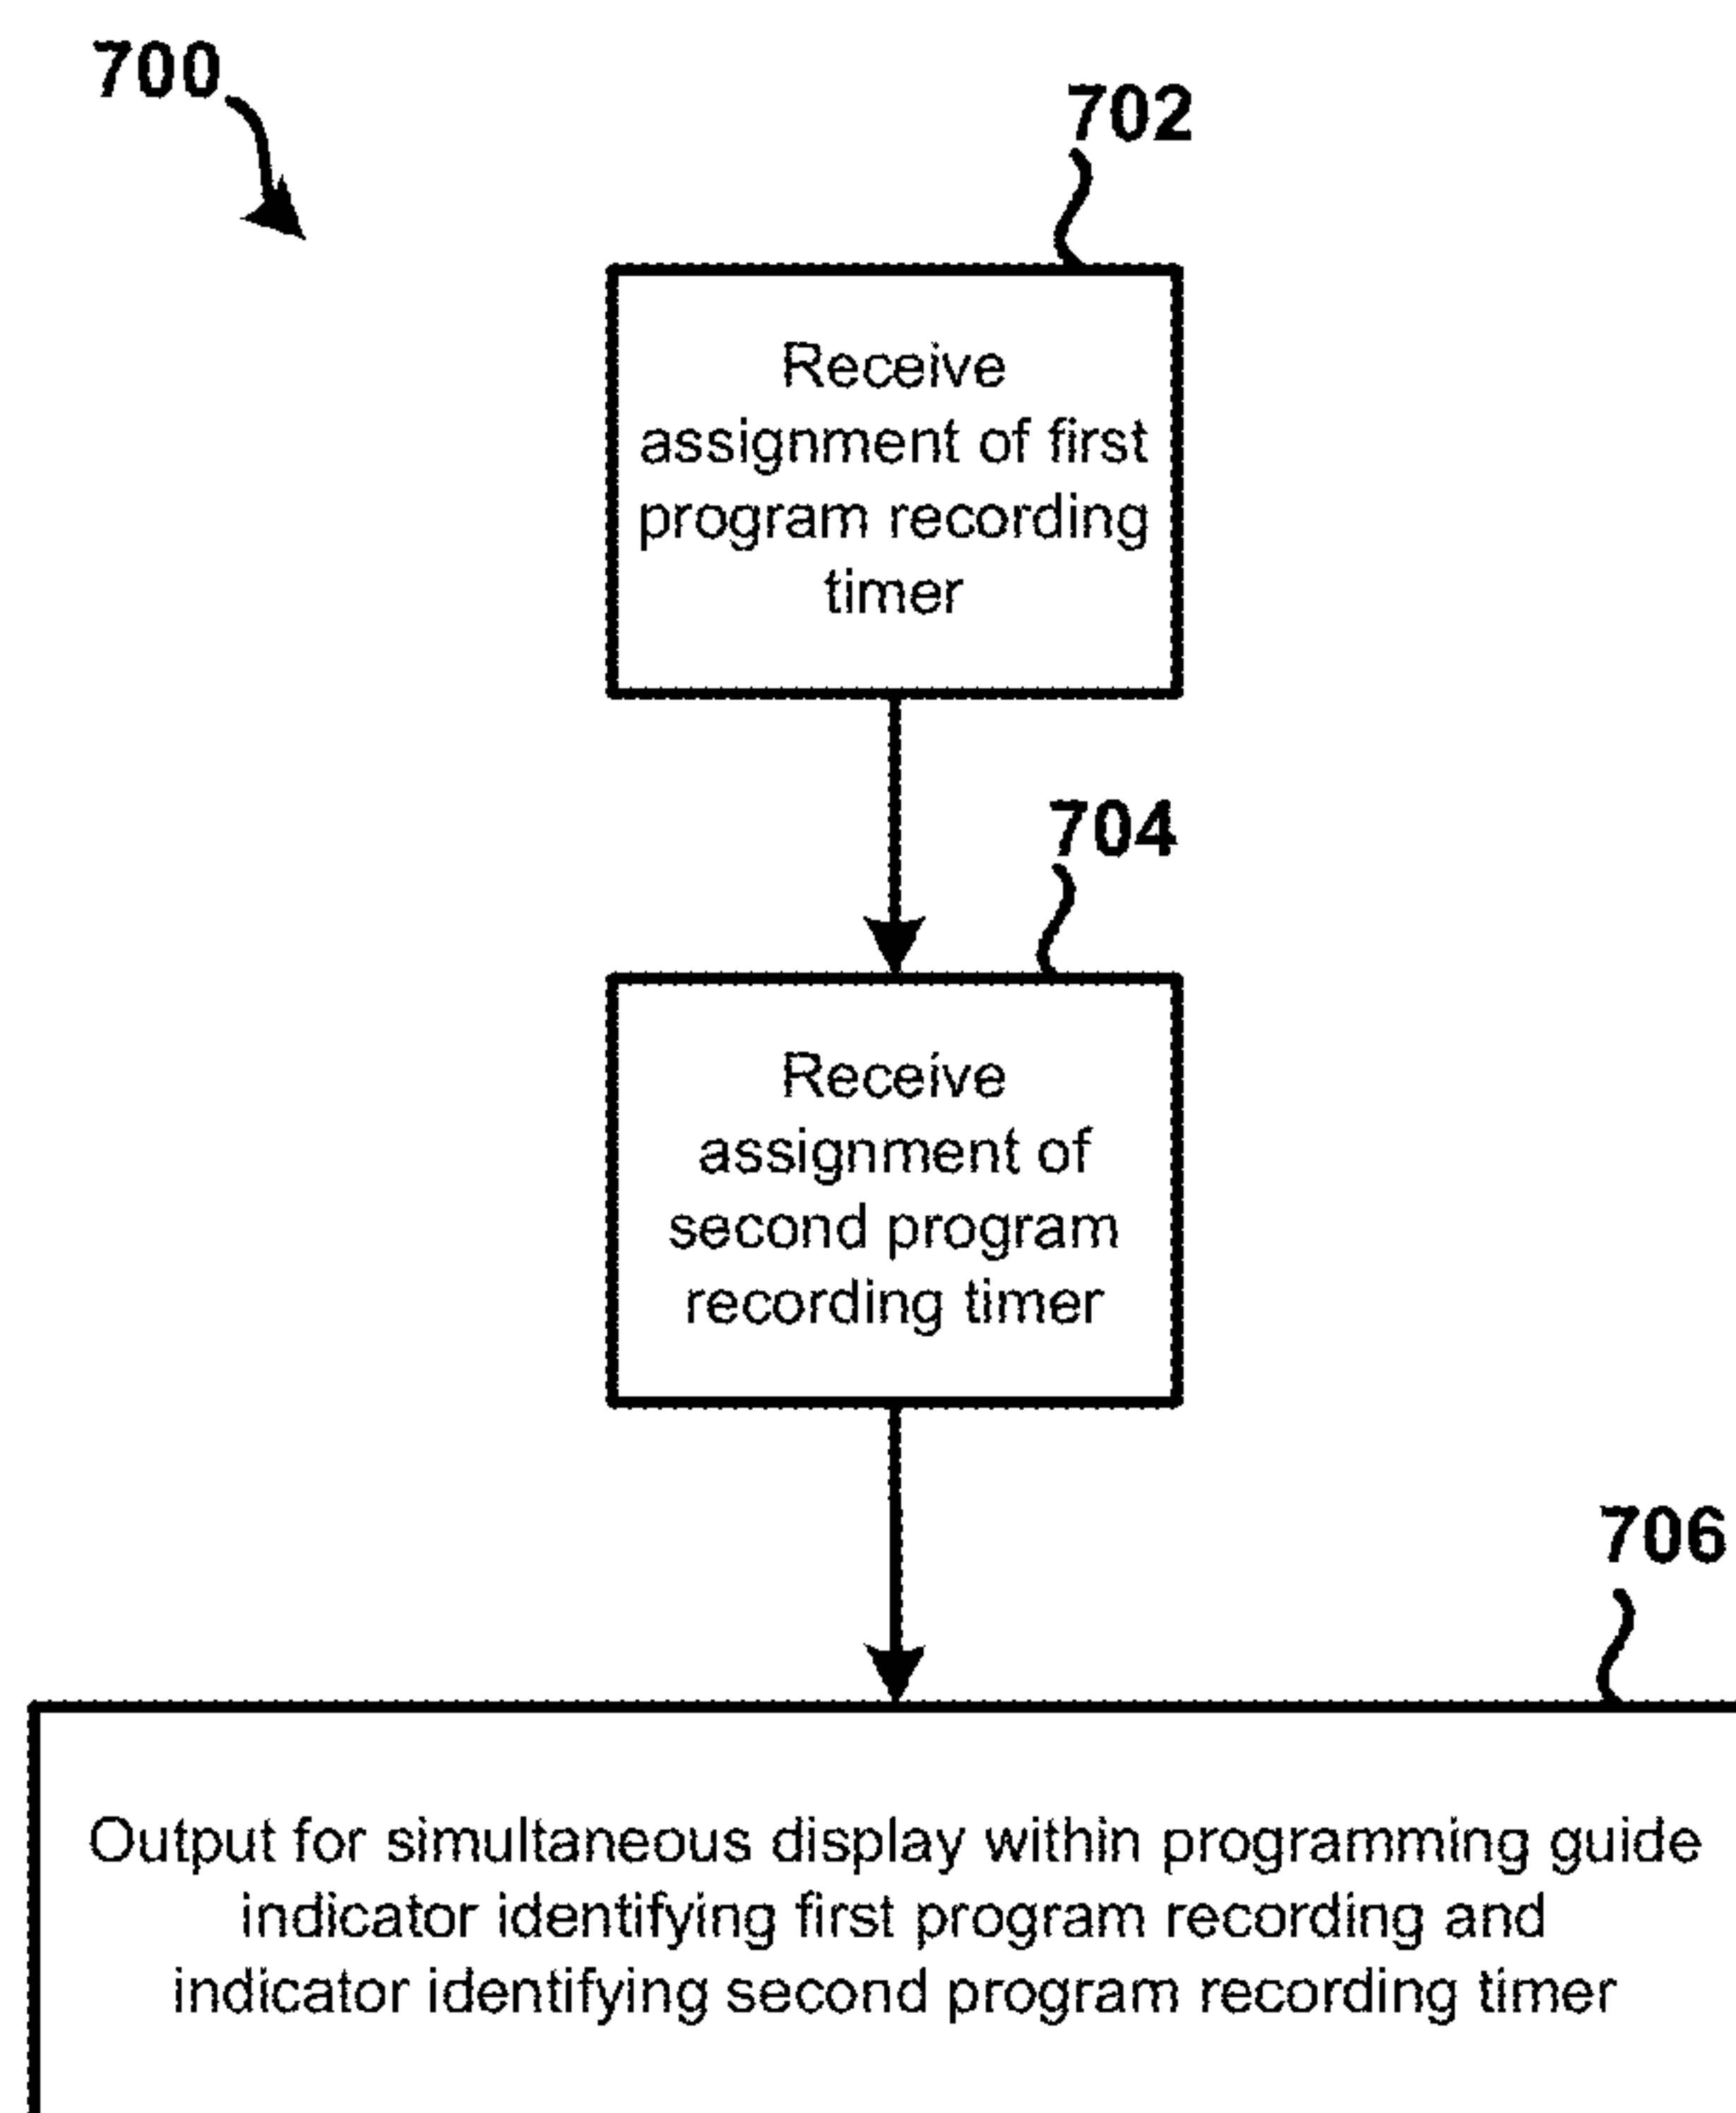 700
702
Receive
assignment of first
program recording
timer
704
Receive
assignment of
second program
recording timer
706
Output for simultaneous display within programming guide
indicator identifying first program recording and
indicator identifying second program recording timer